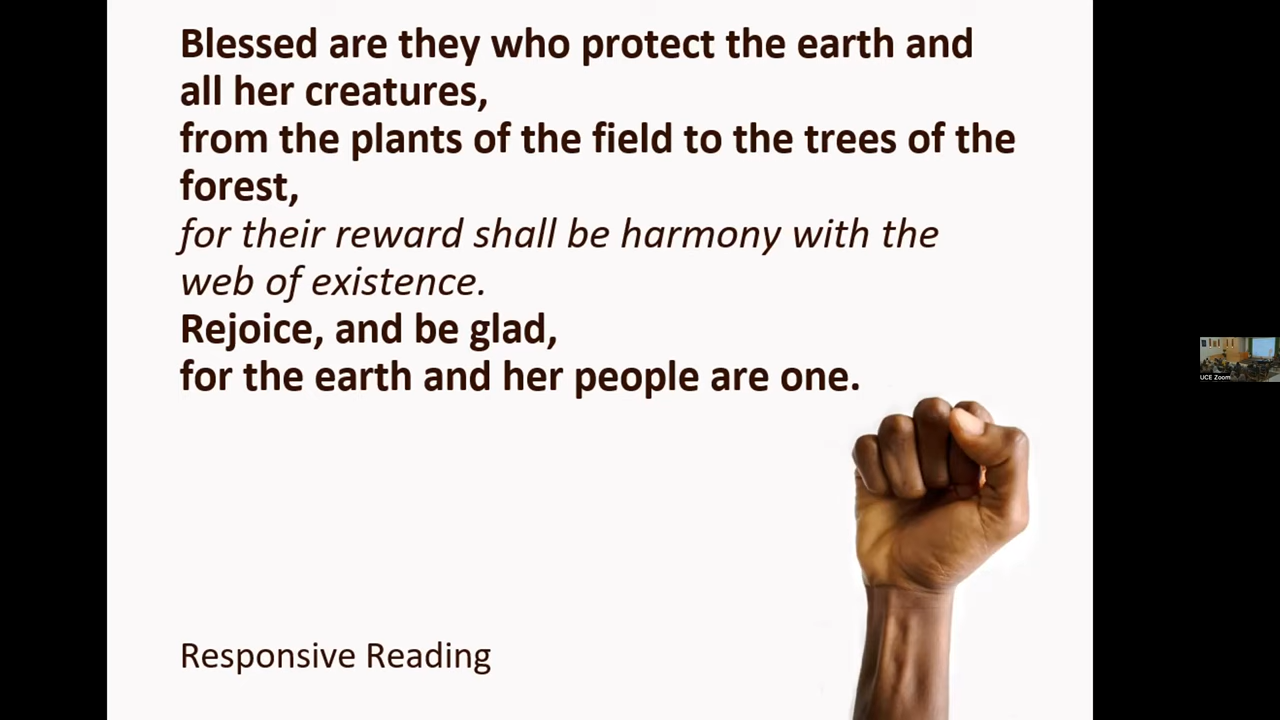 Blessed are they who protect the earth and
all her creatures,
from the plants of the field to the trees of the
forest,
for their reward shall be harmony with the
web of existence.
Rejoice, and be glad,
for the earth and her people are one.
Responsive Reading
UCE Zoom